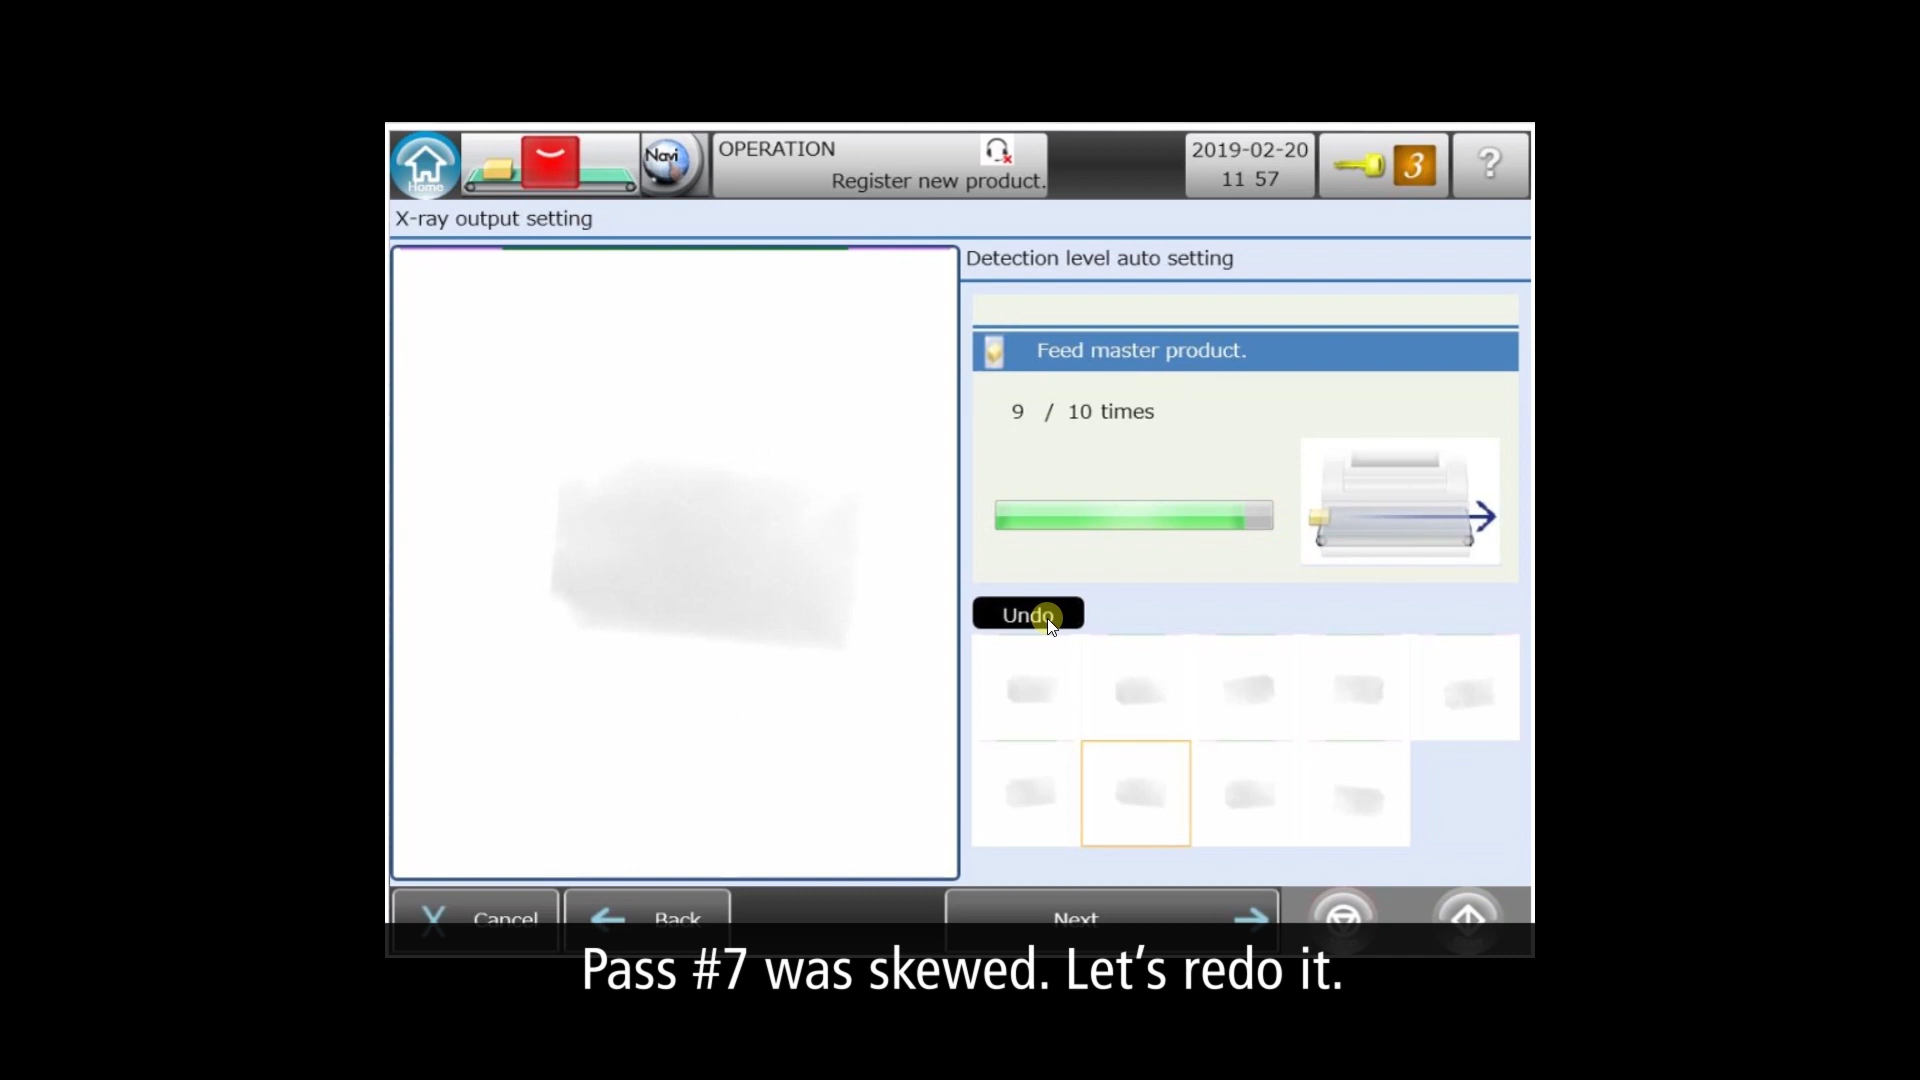 Home
Navi
OPERATION
Register new product.
2019-02-20
11 57
3
?
X-ray output setting
Detection level auto setting
Feed master product.
9 / 10 times
Undo
Cancel
Back
Next
Pass #7 was skewed. Let’s redo it.